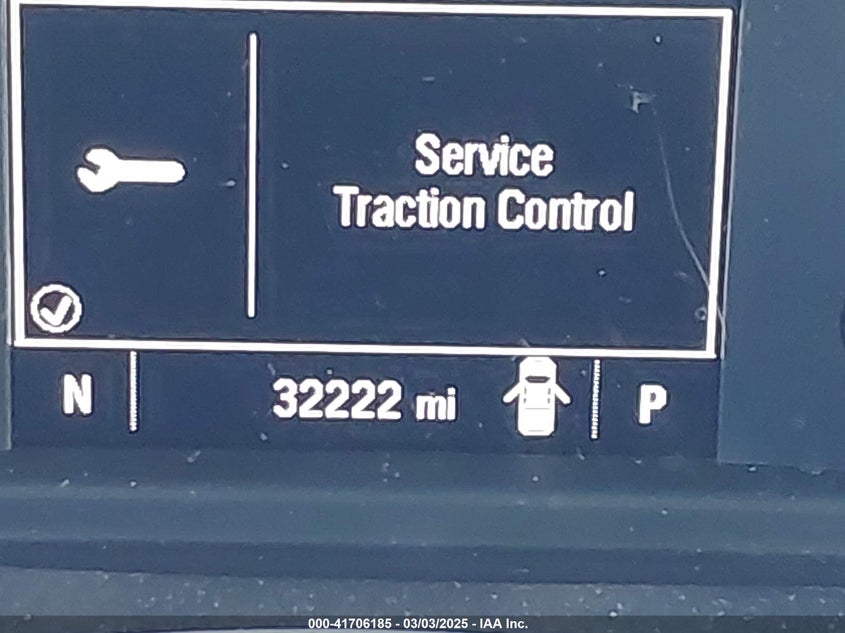 Service
Traction Control
N 32222 mi P
000-41706185 - 03/03/2025 - IAA Inc.